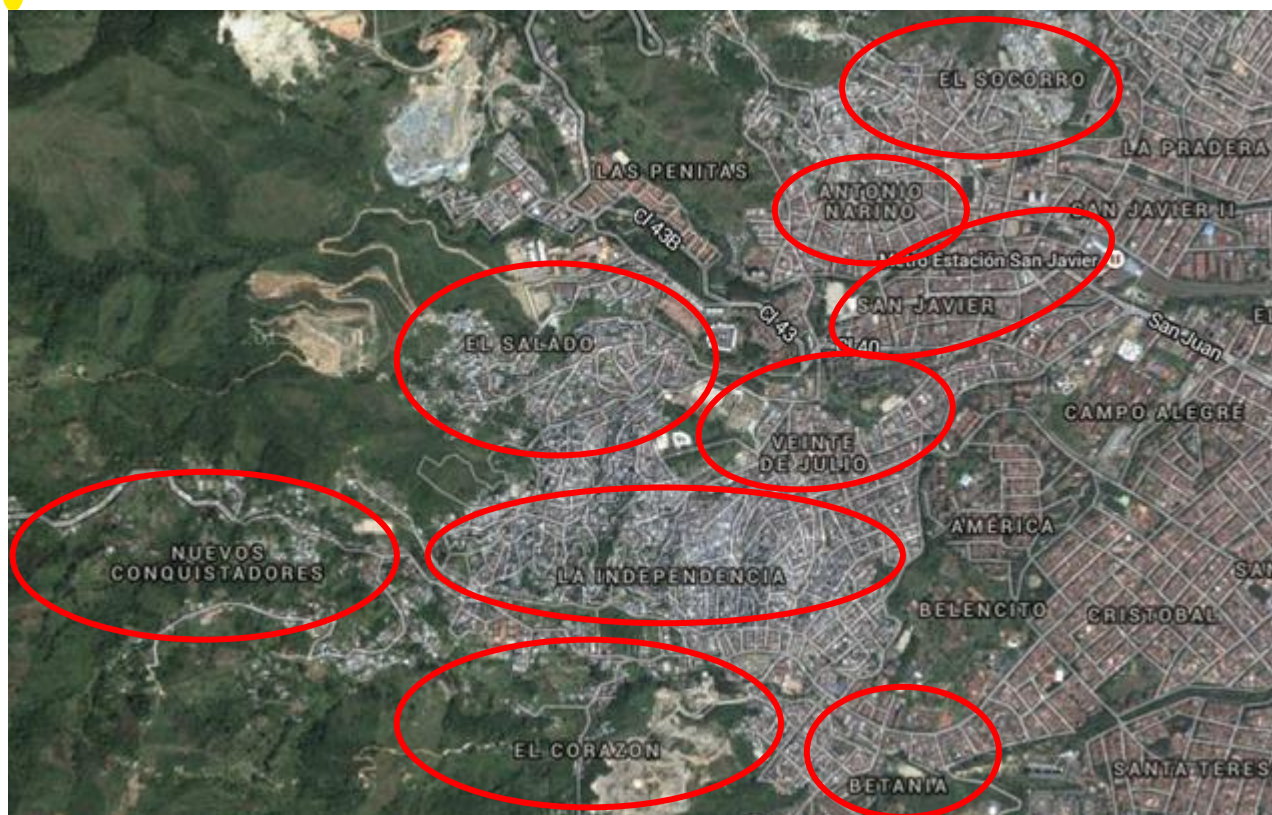 EL SOCORRO
LA PRADERA
LAS PENITAS
ANTONIO
NARIÑO
SAN JAVIER II
Cl 43B
Metro Estación San Javier
SAN JAVIER
Cl 43
Cl 40
San Juan
EL SALADO
CAMPO ALEGRE
VEINTE
DE JULIO
AMÉRICA
NUEVOS
CONQUISTADORES
LA INDEPENDENCIA
SAN
BELENCITO
CRISTOBAL
EL CORAZÓN
BETANIA
SANTA TERES